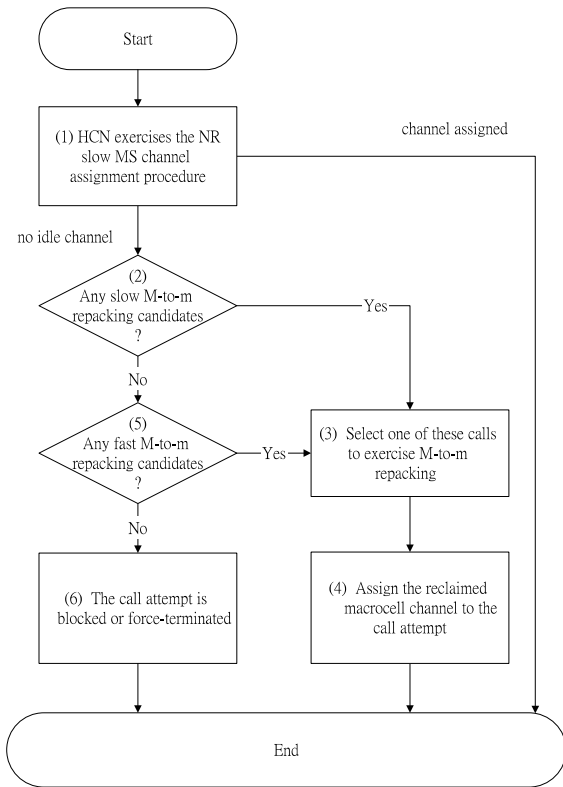 Start
(1) HCN exercises the NR
slow MS channel
assignment procedure
channel assigned
no idle channel
(2)
Any slow M-to-m
repacking candidates
?
Yes
No
(5)
Any fast M-to-m
repacking candidates
?
Yes
(3) Select one of these calls
to exercise M-to-m
repacking
No
(6) The call attempt is
blocked or force-terminated
(4) Assign the reclaimed
macrocell channel to the
call attempt
End